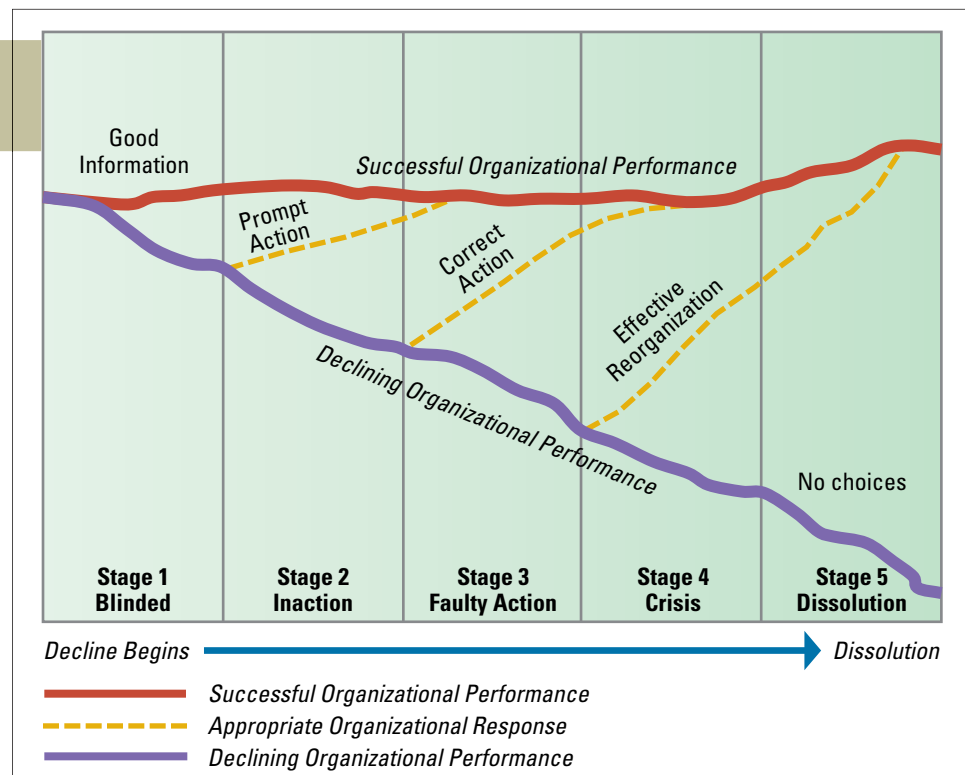 Good
Information
Successful Organizational Performance
Prompt
Action
Correct
Action
Effective
Reorganization
Declining Organizational Performance
No choices
Stage 1
Blinded
Stage 2
Inaction
Stage 3
Faulty Action
Stage 4
Crisis
Stage 5
Dissolution
Decline Begins
Dissolution
Successful Organizational Performance
Appropriate Organizational Response
Declining Organizational Performance